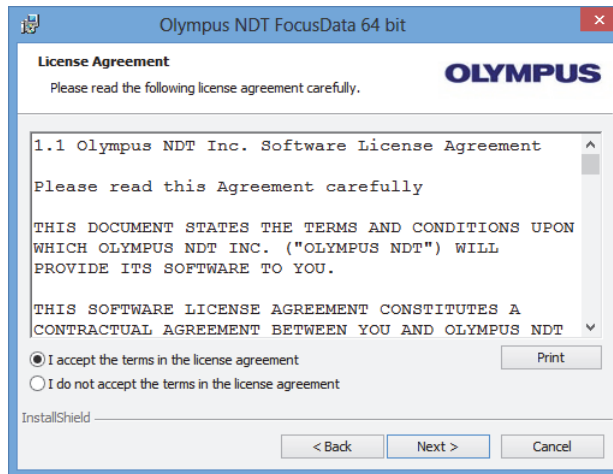 Olympus NDT FocusData 64 bit
License Agreement
Please read the following license agreement carefully.
OLYMPUS
1.1 Olympus NDT Inc. Software License Agreement
Please read this Agreement carefully
THIS DOCUMENT STATES THE TERMS AND CONDITIONS UPON
WHICH OLYMPUS NDT INC. ("OLYMPUS NDT") WILL
PROVIDE ITS SOFTWARE TO YOU.
THIS SOFTWARE LICENSE AGREEMENT CONSTITUTES A
CONTRACTUAL AGREEMENT BETWEEN YOU AND OLYMPUS NDT
I accept the terms in the license agreement
Print
I do not accept the terms in the license agreement
InstallShield
< Back Next > Cancel